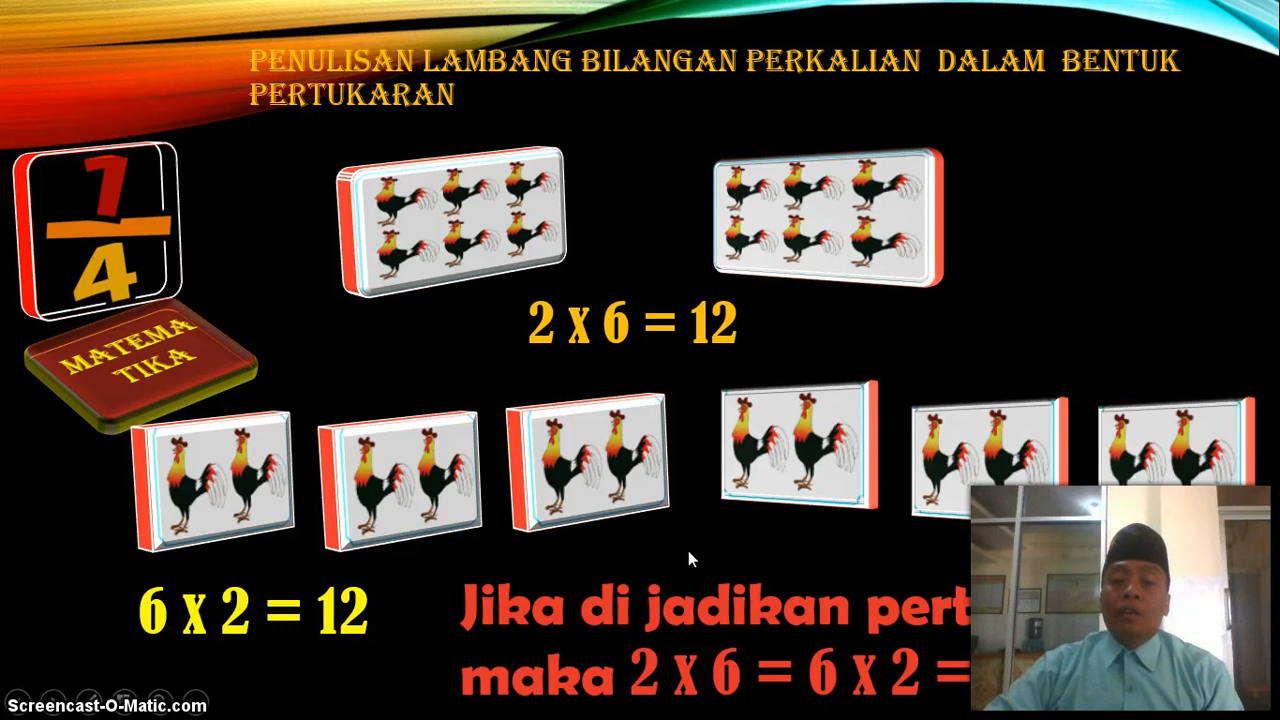 PENULISAN LAMBANG BILANGAN PERKALIAN DALAM BENTUK
PERTUKARAN
1
4
MATEMA
TIKA
2 x 6 = 12
6 x 2 = 12
Jika di jadikan pert
maka 2 x 6 = 6 x 2 =
Screencast-O-Matic.com